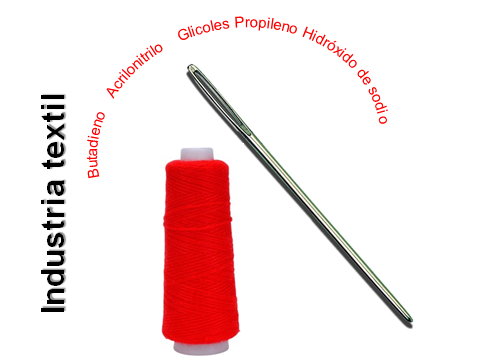 Industria textil
Butadieno Acrilonitrilo Glicoles Propileno Hidróxido de sodio